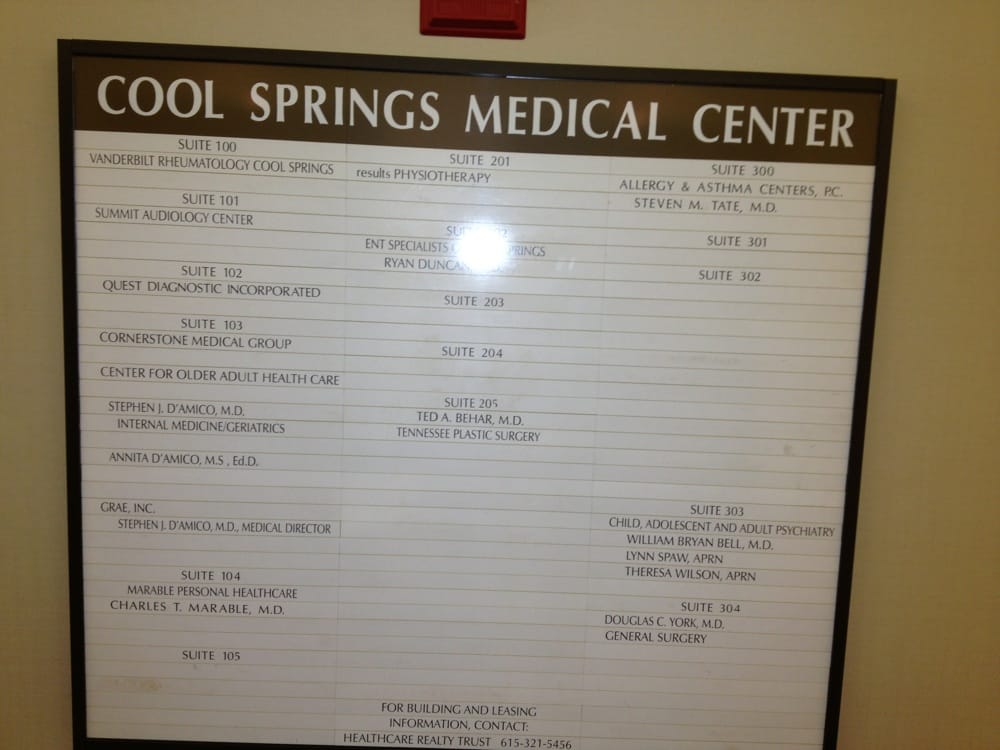 COOL SPRINGS MEDICAL CENTER
SUITE 100
VANDERBILT RHEUMATOLOGY COOL SPRINGS
SUITE 101
SUMMIT AUDIOLOGY CENTER
SUITE 102
QUEST DIAGNOSTIC INCORPORATED
SUITE 103
CORNERSTONE MEDICAL GROUP
CENTER FOR OLDER ADULT HEALTH CARE
STEPHEN J. D'AMICO, M.D.
INTERNAL MEDICINE/GERIATRICS
ANNITA D'AMICO, M.S , Ed.D.
GRAE, INC.
STEPHEN J. D'AMICO, M.D., MEDICAL DIRECTOR
SUITE 104
MARABLE PERSONAL HEALTHCARE
CHARLES T. MARABLE, M.D.
SUITE 105
SUITE 201
results PHYSIOTHERAPY
ENT SPECIALISTS
RYAN DUNCAN
SUITE 203
SUITE 204
SUITE 205
TED A. BEHAR, M.D.
TENNESSEE PLASTIC SURGERY
FOR BUILDING AND LEASING
INFORMATION, CONTACT:
HEALTHCARE REALTY TRUST 615-321-5456
SUITE 300
ALLERGY & ASTHMA CENTERS, P.C.
STEVEN M. TATE, M.D.
SUITE 301
SUITE 302
SUITE 303
CHILD, ADOLESCENT AND ADULT PSYCHIATRY
WILLIAM BRYAN BELL, M.D.
LYNN SPAW, APRN
THERESA WILSON, APRN
SUITE 304
DOUGLAS C. YORK, M.D.
GENERAL SURGERY